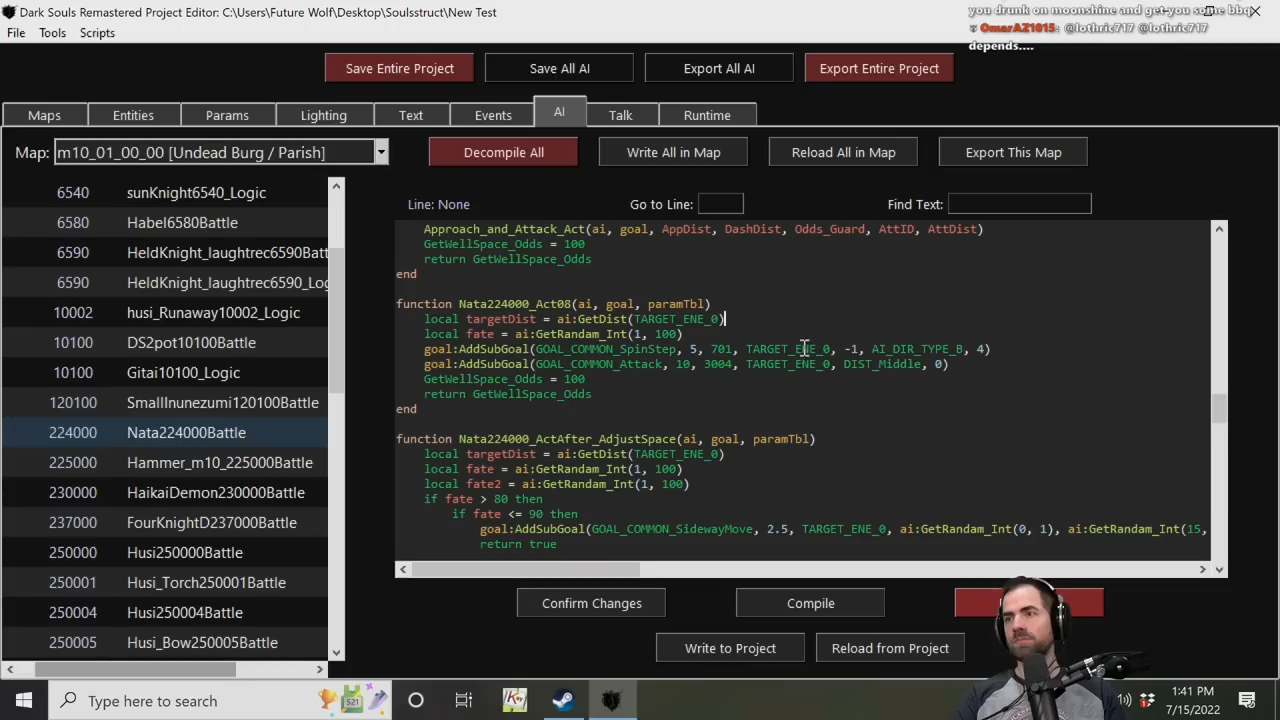 Dark Souls Remastered Project Editor: C:\Users\Future Wolf\Desktop\Soulsstruct\New Test
you drunk on moonshine and get you some bbq
OmarAZ1015: @lothric717 @lothric717
depends....
File Tools Scripts
Save Entire Project Save All AI Export All AI Export Entire Project
Maps Entities Params Lighting Text Events AI Talk Runtime
Map: m10_01_00_00 [Undead Burg / Parish] Decompile All Write All in Map Reload All in Map Export This Map
Line: None Go to Line: Find Text:
6540 sunKnight6540_Logic
6580 Habel6580Battle
6590 HeldKnight_laughtrec6590Batt
6590 HeldKnight_laughtrec6590_Log
10002 husi_Runaway10002_Logic
10100 DS2pot10100Battle
10100 Gitai10100_Logic
120100 SmallInunezumi120100Battle
224000 Nata224000Battle
225000 Hammer_m10_225000Battle
230000 HaikaiDemon230000Battle
237000 FourKnightD237000Battle
250000 Husi250000Battle
250001 Husi_Torch250001Battle
250004 Husi250004Battle
250005 Husi_Bow250005Battle
Approach_and_Attack_Act(ai, goal, AppDist, DashDist, Odds_Guard, AttID, AttDist)
GetWellSpace_Odds = 100
return GetWellSpace_Odds
end
function Nata224000_Act08(ai, goal, paramTbl)
local targetDist = ai:GetDist(TARGET_ENE_0)
local fate = ai:GetRandam_Int(1, 100)
goal:AddSubGoal(GOAL_COMMON_SpinStep, 5, 701, TARGET_ENE_0, -1, AI_DIR_TYPE_B, 4)
goal:AddSubGoal(GOAL_COMMON_Attack, 10, 3004, TARGET_ENE_0, DIST_Middle, 0)
GetWellSpace_Odds = 100
return GetWellSpace_Odds
end
function Nata224000_ActAfter_AdjustSpace(ai, goal, paramTbl)
local targetDist = ai:GetDist(TARGET_ENE_0)
local fate = ai:GetRandam_Int(1, 100)
local fate2 = ai:GetRandam_Int(1, 100)
if fate > 80 then
if fate <= 90 then
goal:AddSubGoal(GOAL_COMMON_SidewayMove, 2.5, TARGET_ENE_0, ai:GetRandam_Int(0, 1), ai:GetRandam_Int(15,
return true
Confirm Changes Compile
Write to Project Reload from Project
Type here to search
521
1:41 PM
7/15/2022